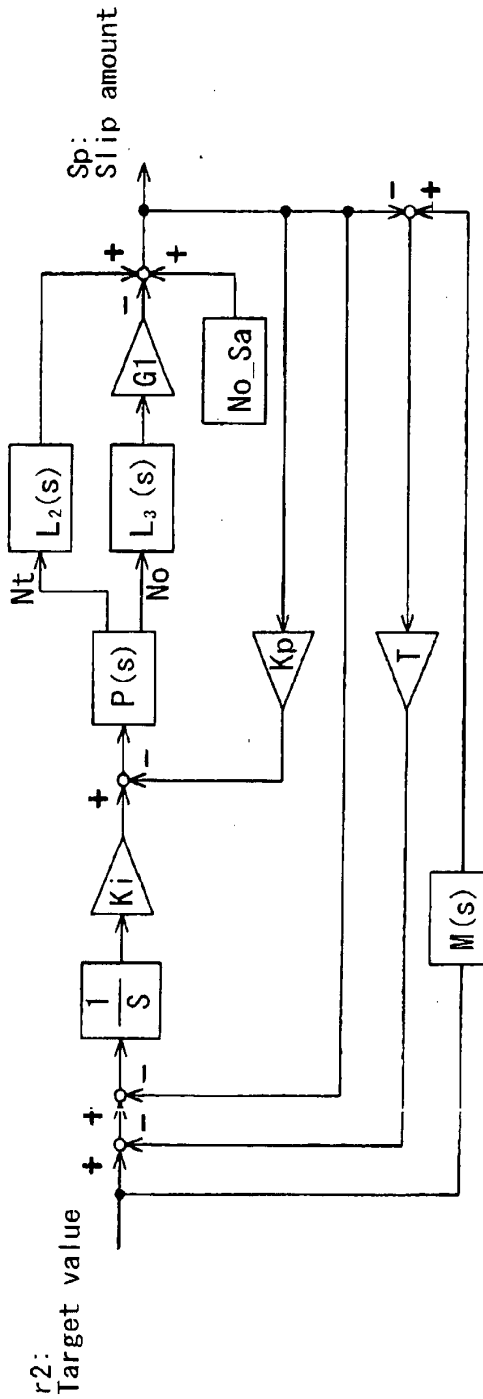 r2:
Target value
+
+
−
−
1
S
Ki
+
−
P(s)
Nt
No
L₂(s)
L₃(s)
G1
No_Sa
+
−
+
Sp:
Slip amount
Kp
T
−
+
M(s)